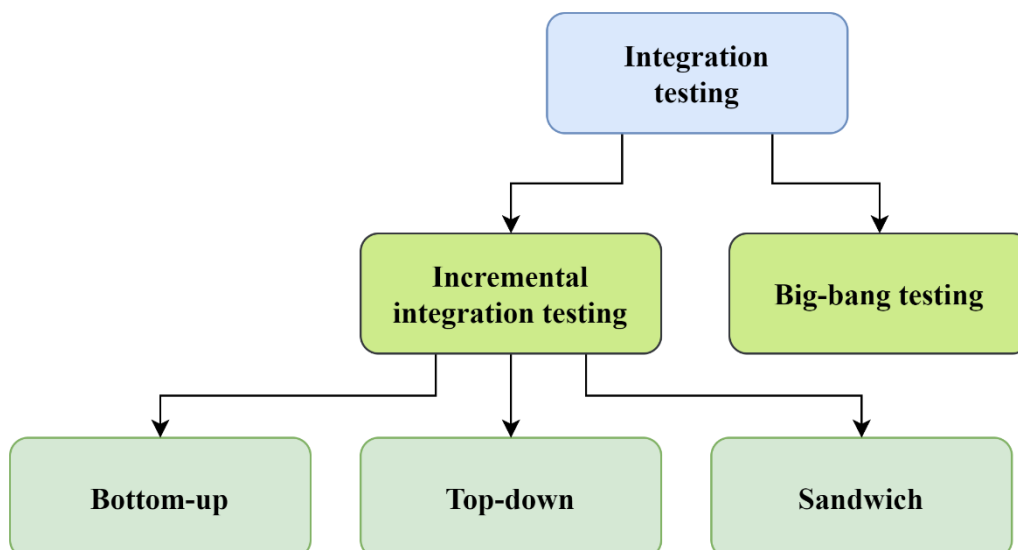 Integration
testing
Incremental
integration testing
Big-bang testing
Bottom-up
Top-down
Sandwich